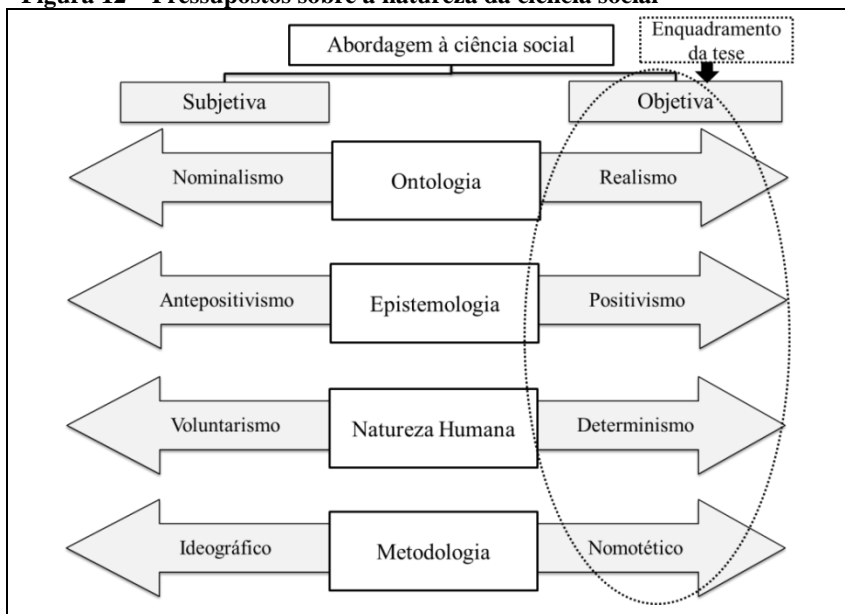 Figura 12 – Pressupostos sobre a natureza da ciência social
Abordagem à ciência social
Enquadramento
da tese
Subjetiva
Objetiva
Nominalismo
Ontologia
Realismo
Antepositivismo
Epistemologia
Positivismo
Voluntarismo
Natureza Humana
Determinismo
Ideográfico
Metodologia
Nomotético